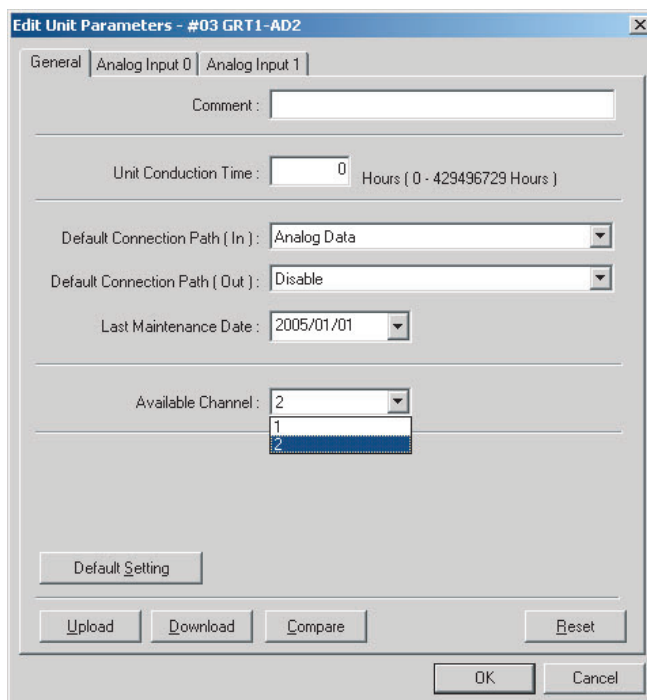 Edit Unit Parameters - #03 GRT1-AD2
General Analog Input 0 Analog Input 1
Comment :
Unit Conduction Time : 0 Hours ( 0 - 429496729 Hours )
Default Connection Path ( In ) : Analog Data
Default Connection Path ( Out ) : Disable
Last Maintenance Date : 2005/01/01
Available Channel : 2
1
2
Default Setting
Upload Download Compare Reset
OK Cancel